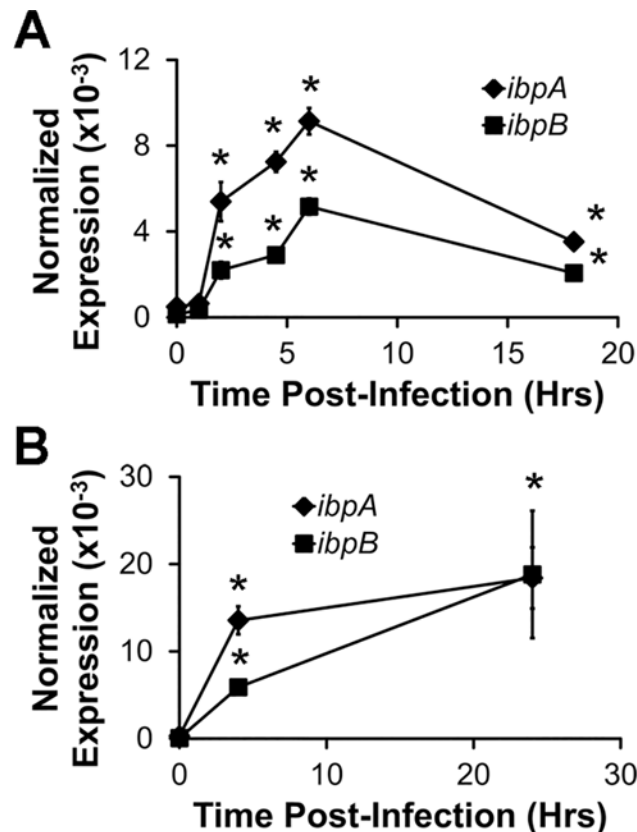 A
Normalized
Expression (x10⁻³)
12
8
4
0
* * * *
* * * *
ibpA
ibpB
0 5 10 15 20
Time Post-Infection (Hrs)
B
Normalized
Expression (x10⁻³)
30
20
10
0
* *
*
ibpA
ibpB
0 10 20 30
Time Post-Infection (Hrs)